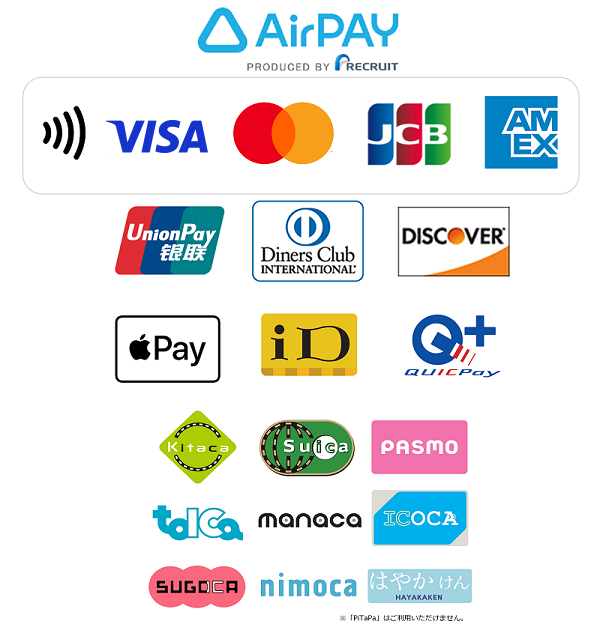 AirPAY
PRODUCED BY RECRUIT
VISA
JCB
AM
EX
UnionPay
银联
Diners Club
INTERNATIONAL®
DISCOVER®
Pay
iD
Q+
QUICPay
Kitaca
Suica
PASMO
toICa
manaca
ICOCA
SUGOCA
nimoca
はやかけん
HAYAKAKEN
※「PiTaPa」はご利用いただけません。